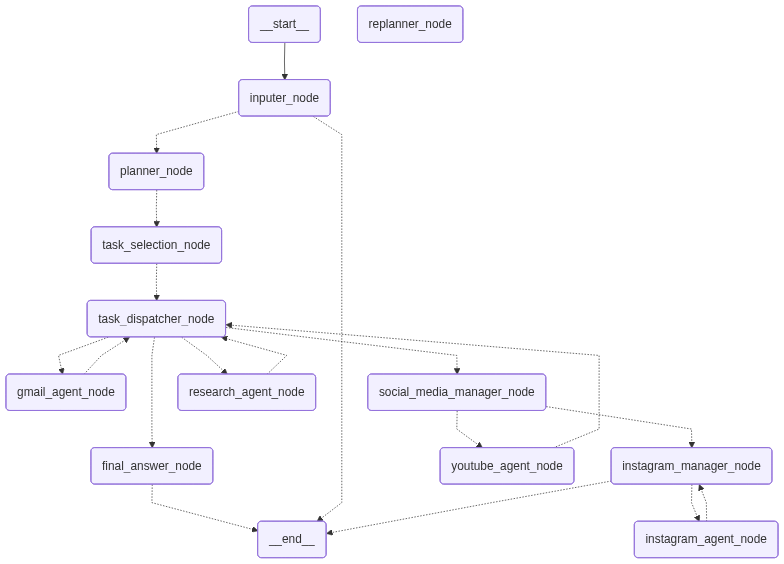 __start__
replanner_node
inputer_node
planner_node
task_selection_node
task_dispatcher_node
gmail_agent_node
research_agent_node
social_media_manager_node
final_answer_node
youtube_agent_node
instagram_manager_node
__end__
instagram_agent_node